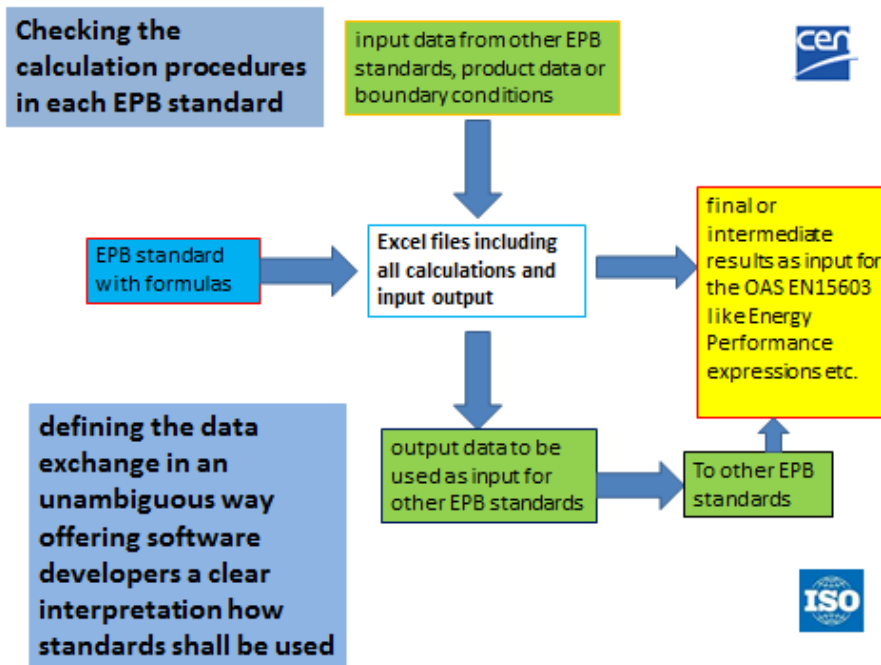 Checking the
calculation procedures
in each EPB standard
input data from other EPB
standards, product data or
boundary conditions
cen
EPB standard
with formulas
Excel files including
all calculations and
input output
final or
intermediate
results as input for
the OAS EN15603
like Energy
Performance
expressions etc.
defining the data
exchange in an
unambiguous way
offering software
developers a clear
interpretation how
standards shall be used
output data to be
used as input for
other EPB standards
To other EPB
standards
ISO